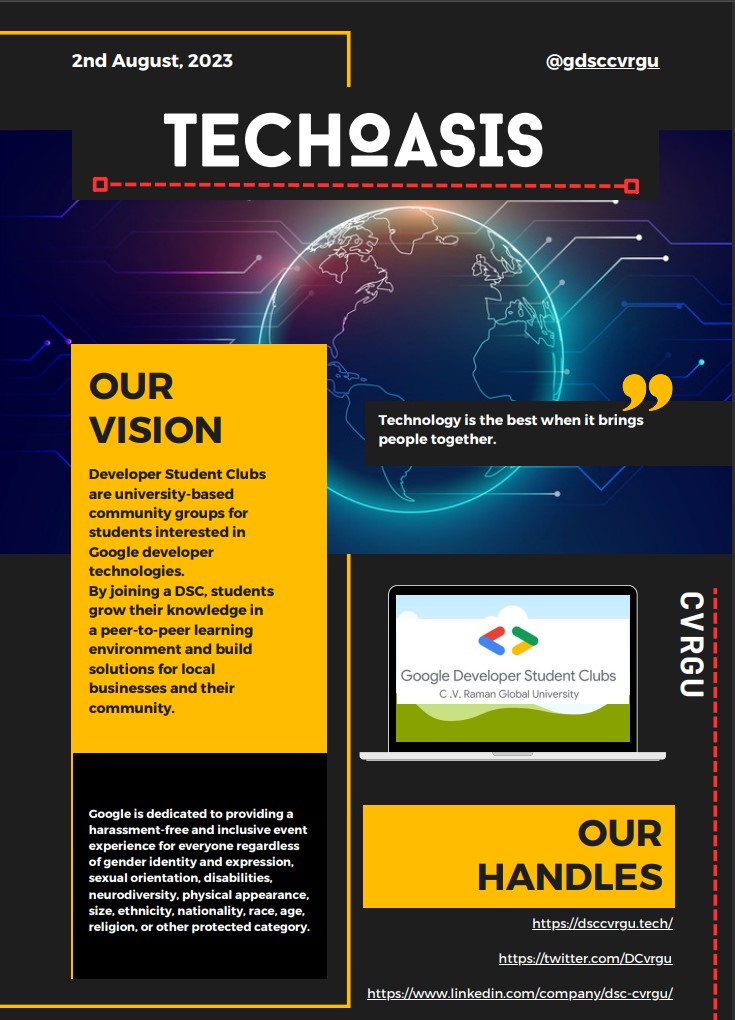 2nd August, 2023
@gdsccvrgu
TECHOASIS
OUR
VISION
Developer Student Clubs
are university-based
community groups for
students interested in
Google developer
technologies.
By joining a DSC, students
grow their knowledge in
a peer-to-peer learning
environment and build
solutions for local
businesses and their
community.
Google is dedicated to providing a
harassment-free and inclusive event
experience for everyone regardless
of gender identity and expression,
sexual orientation, disabilities,
neurodiversity, physical appearance,
size, ethnicity, nationality, race, age,
religion, or other protected category.
”
Technology is the best when it brings
people together.
Google Developer Student Clubs
C .V. Raman Global University
CVRGU
OUR
HANDLES
https://dsccvrgu.tech/
https://twitter.com/DCvrgu
https://www.linkedin.com/company/dsc-cvrgu/